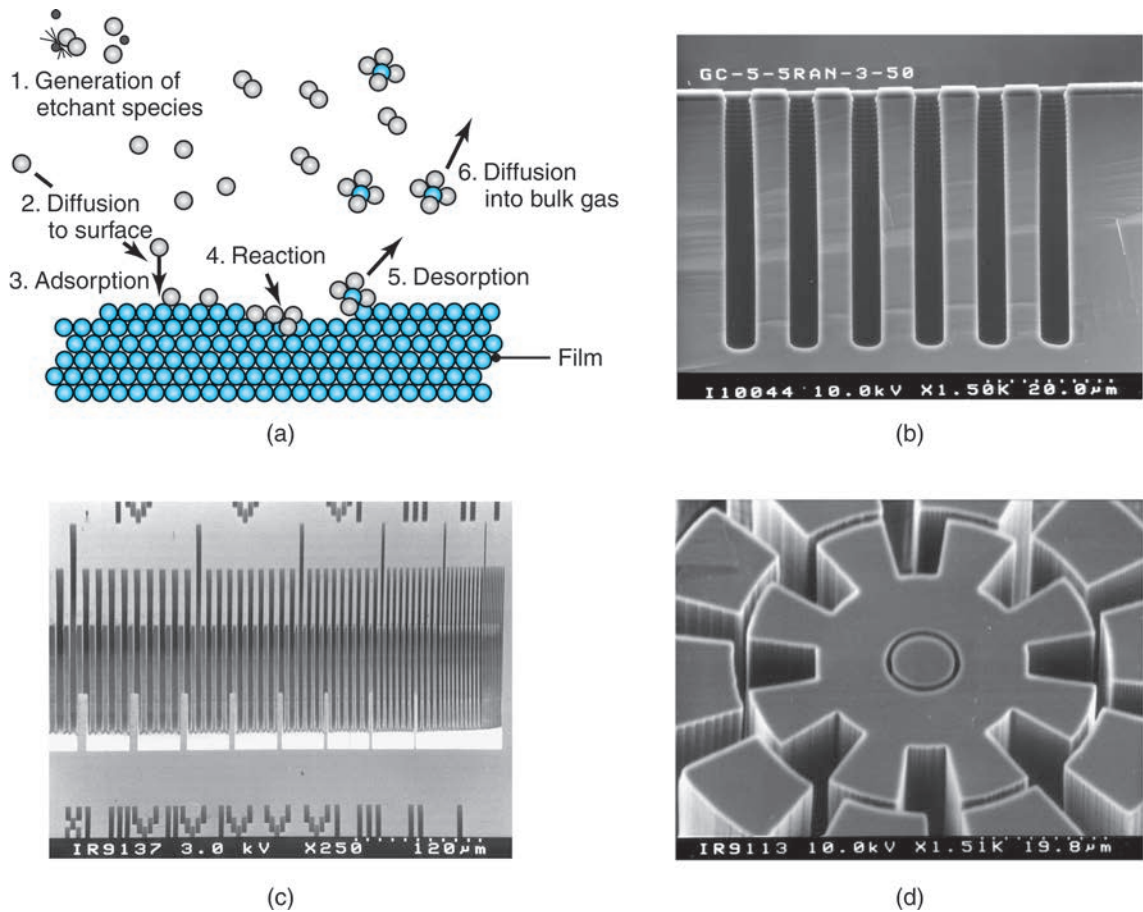 1. Generation of
etchant species
2. Diffusion
to surface
3. Adsorption
4. Reaction
5. Desorption
6. Diffusion
into bulk gas
Film
(a)
GC-5-5RAN-3-50
I10044 10.0kV X1.50K 20.0μm
(b)
IR9137 3.0 kV X250 120μm
(c)
IR9113 10.0kV X1.51K 19.8μm
(d)